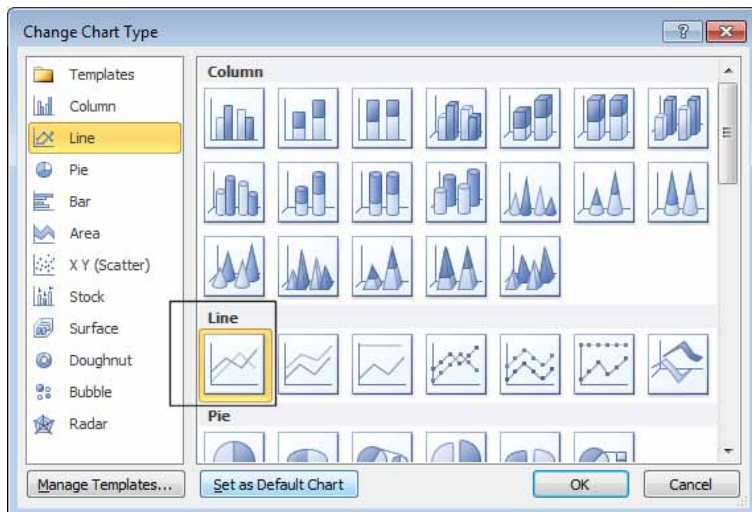 Change Chart Type
Templates
Column
Line
Pie
Bar
Area
X Y (Scatter)
Stock
Surface
Doughnut
Bubble
Radar
Column
Line
Pie
Manage Templates...
Set as Default Chart
OK
Cancel